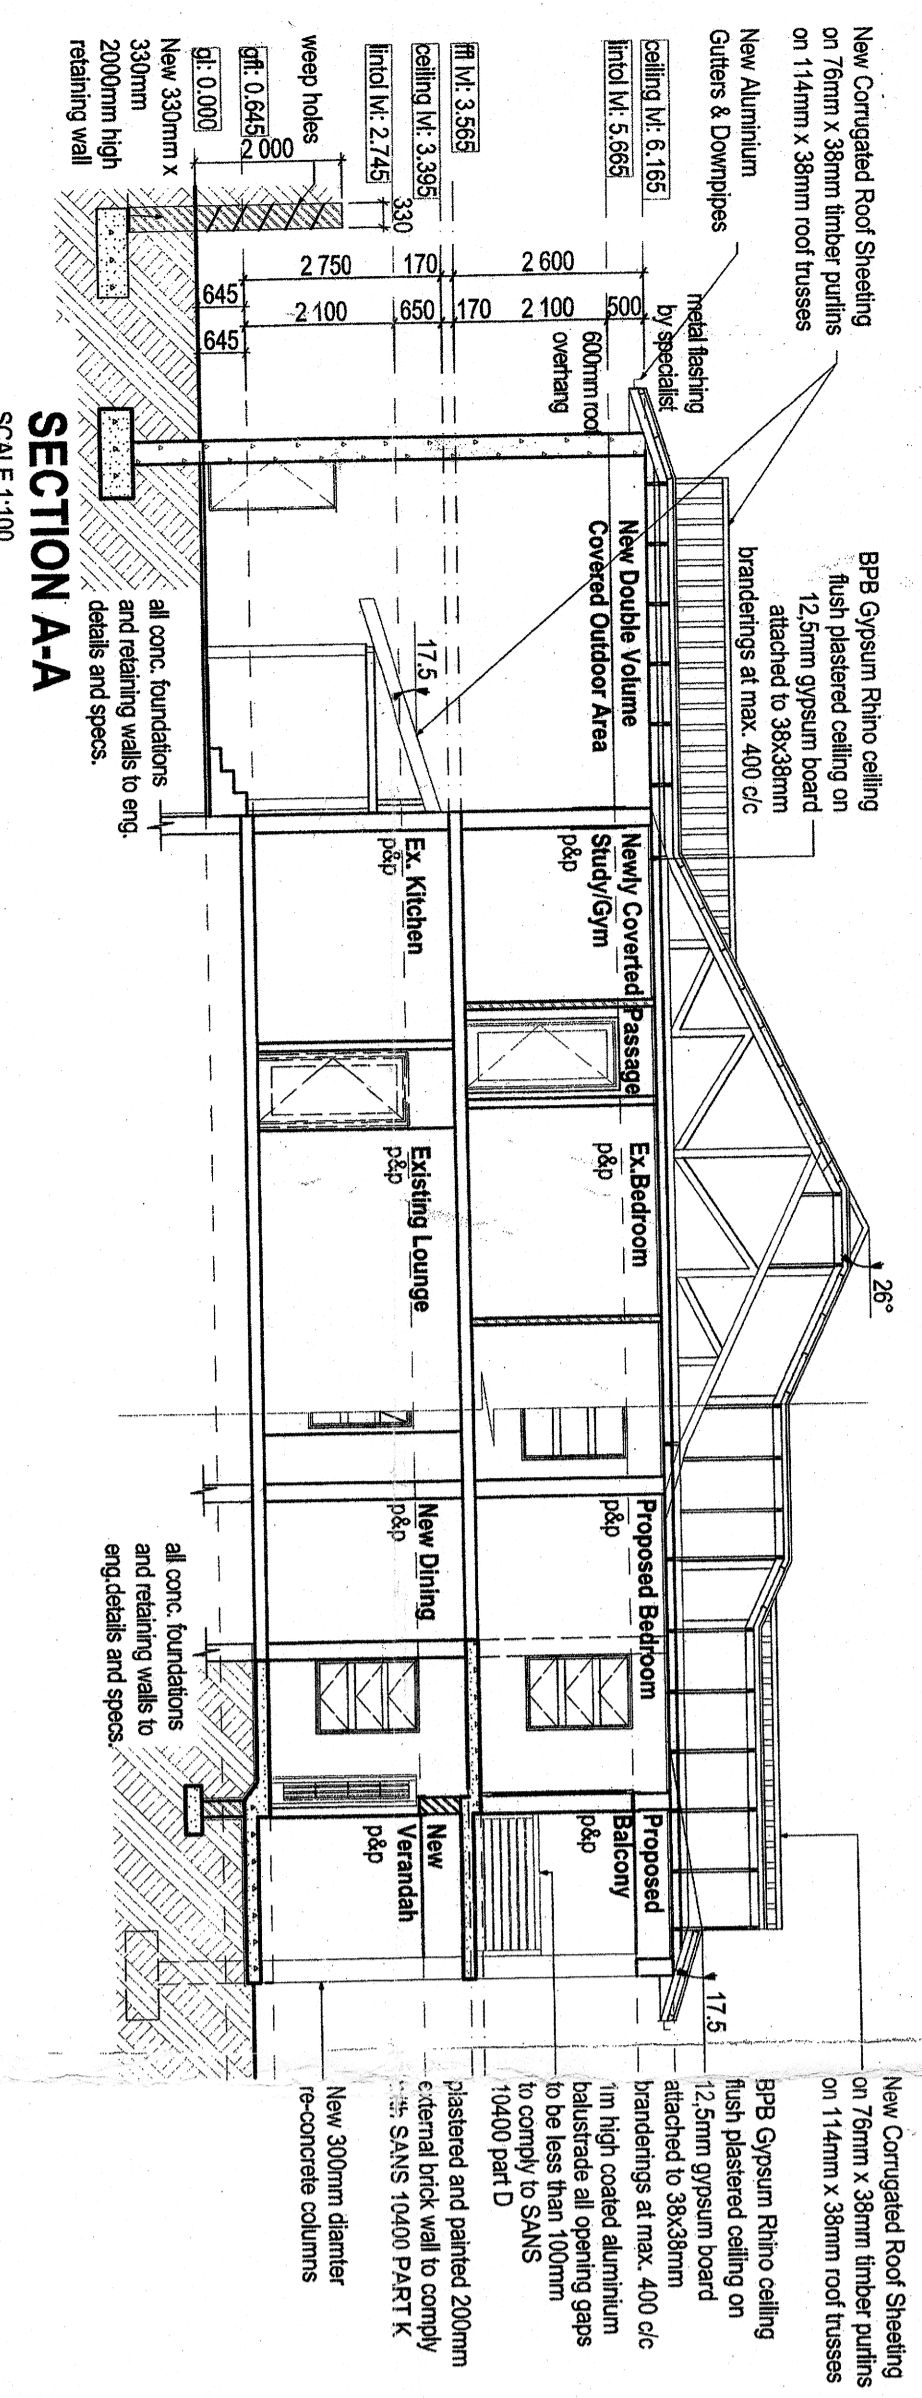 New Corrugated Roof Sheeting
on 76mm x 38mm timber purlins
on 114mm x 38mm roof trusses
New Aluminium
Gutters & Downpipes
metal flashing
by specialist
600mm roof
overhang
BPB Gypsum Rhino ceiling
flush plastered ceiling on
12,5mm gypsum board
attached to 38x38mm
branderings at max. 400 c/c
26°
17.5
New Corrugated Roof Sheeting
on 76mm x 38mm timber purlins
on 114mm x 38mm roof trusses
BPB Gypsum Rhino ceiling
flush plastered ceiling on
12,5mm gypsum board
attached to 38x38mm
branderings at max. 400 c/c
1m high coated aluminium
balustrade all opening gaps
to be less than 100mm
to comply to SANS
10400 part D
plastered and painted 200mm
external brick wall to comply
with SANS 10400 PART K
New 300mm diamter
re-concrete columns
ceiling lvl: 6.165
lintol lvl: 5.665
ffl lvl: 3.565
ceiling lvl: 3.395
lintol lvl: 2.745
weep holes
gfl: 0.645
gl: 0.000
New 330mm x
330mm
2000mm high
retaining wall
2 000
330
2 600
170
2 750
645
500
2 100
170
650
2 100
645
New Double Volume
Covered Outdoor Area
17.5
Newly Coverted
Study/Gym
p&p
Passage
Ex.Bedroom
p&p
Proposed Bedroom
p&p
Proposed
Balcony
p&p
Ex. Kitchen
p&p
Existing Lounge
p&p
New Dining
p&p
New
Verandah
p&p
all conc. foundations
and retaining walls to eng.
details and specs.
all conc. foundations
and retaining walls to
eng.details and specs.
SECTION A-A
SCALE 1:100